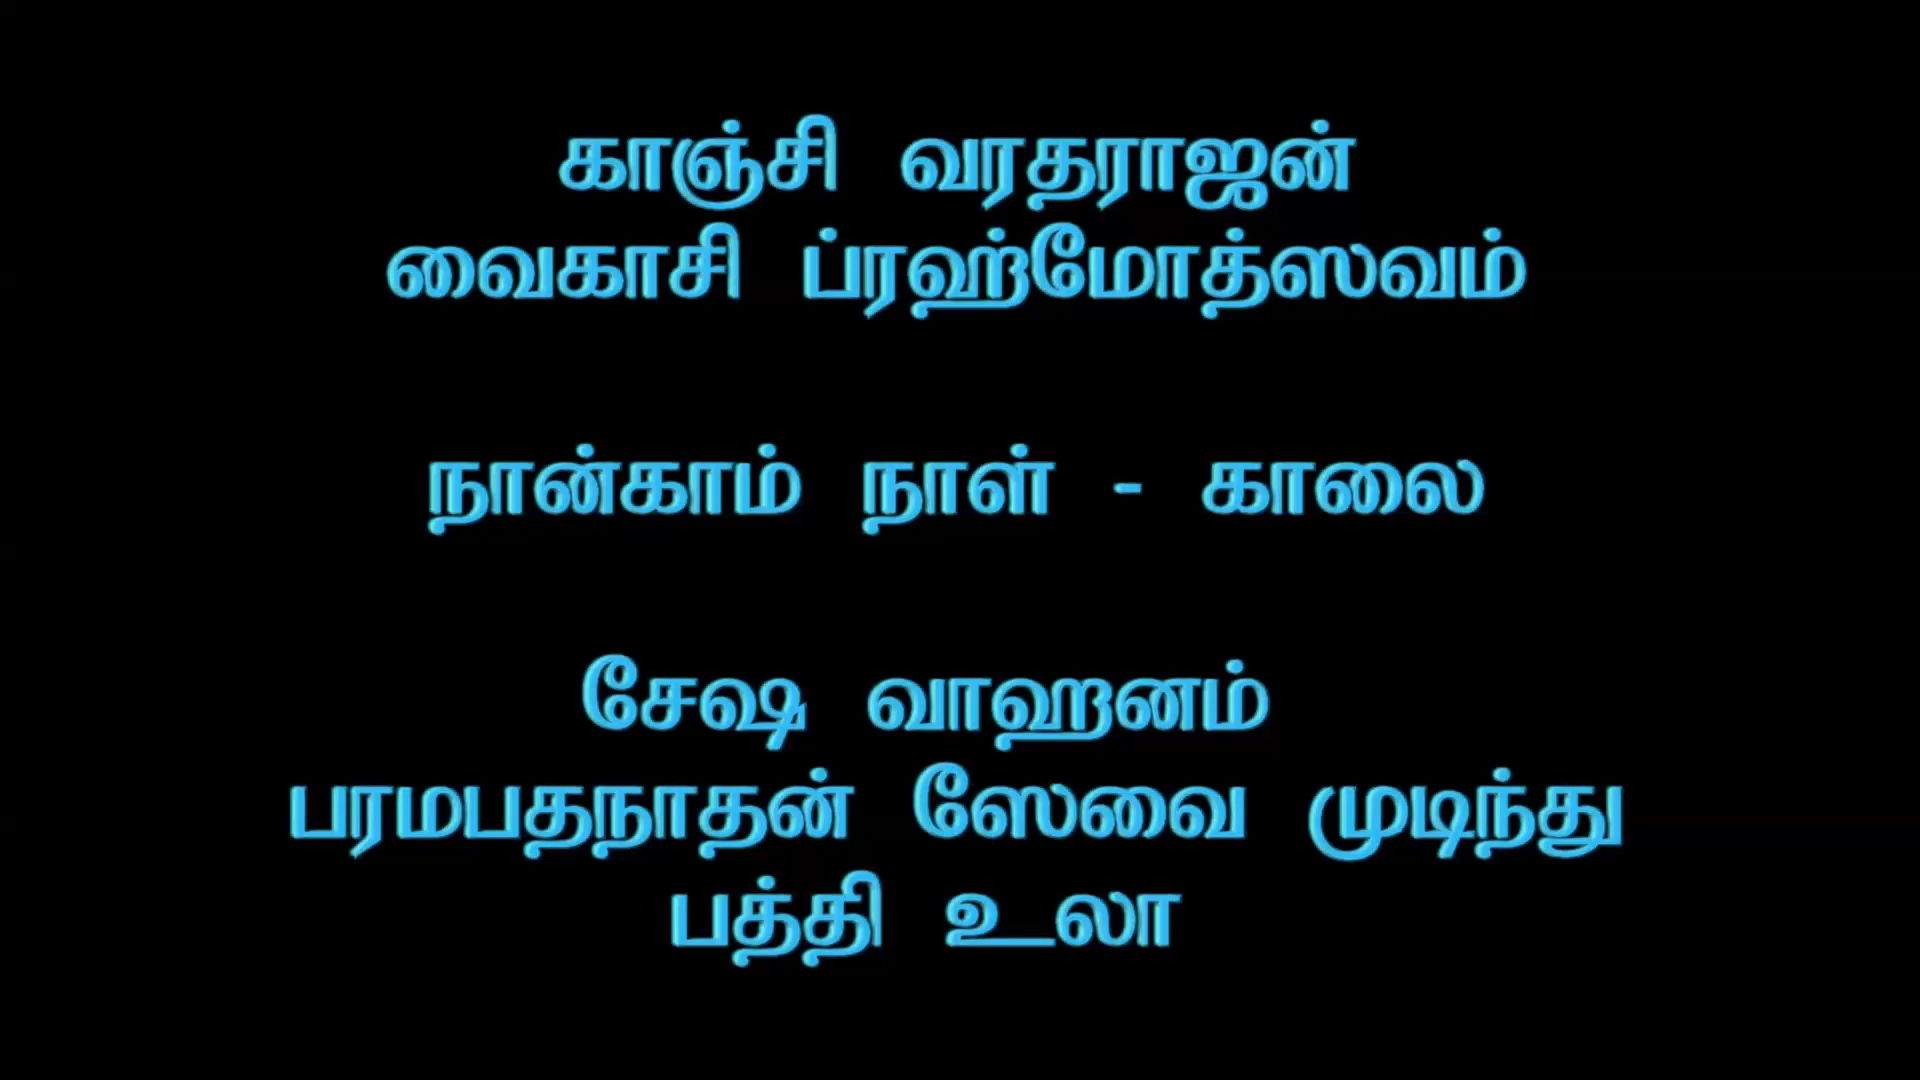 காஞ்சி வரதராஜன்
வைகாசி ப்ரஹ்மோத்ஸவம்
நான்காம் நாள் - காலை
சேஷ வாஹனம்
பரமபதநாதன் ஸேவை முடிந்து
பத்தி உலா